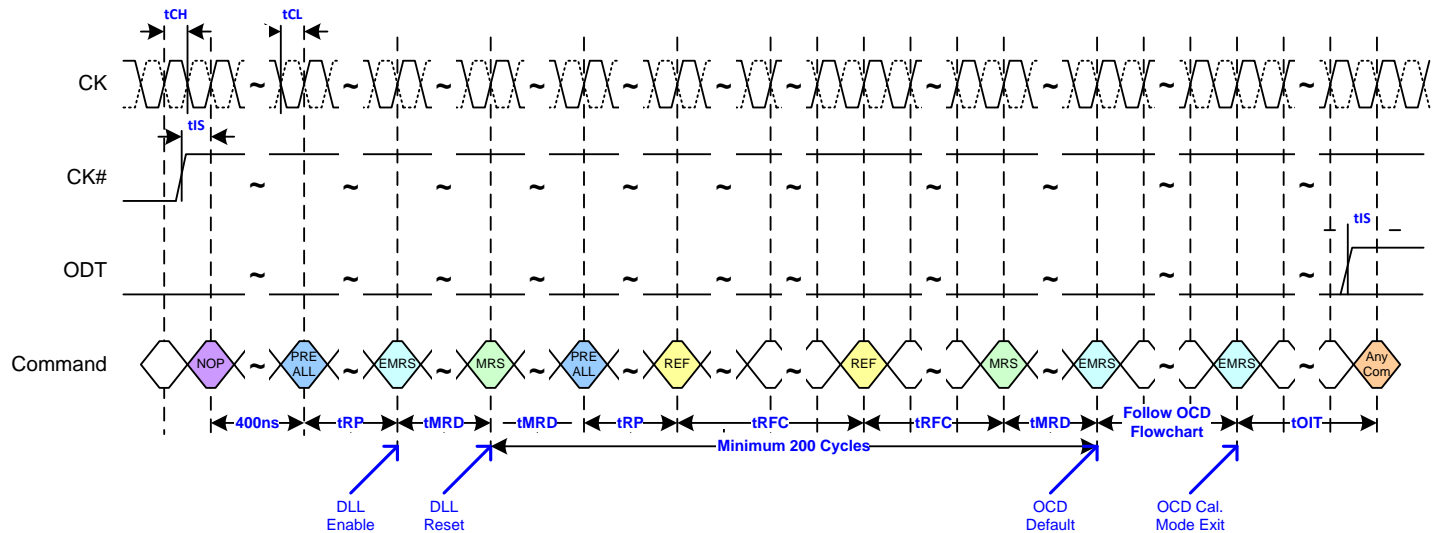 tCH
tCL
CK
~ ~ ~ ~ ~ ~ ~ ~ ~ ~ ~
tIS
CK#
~ ~ ~ ~ ~ ~ ~ ~ ~ ~ ~
tIS
ODT
~ ~ ~ ~ ~ ~ ~ ~ ~ ~ ~
Command
NOP
~
PRE
ALL
~
EMRS
~
MRS
~
PRE
ALL
~
REF
~
~
REF
~
MRS
~
EMRS
~
EMRS
~
Any
Com
400ns
tRP
tMRD
tMRD
tRP
tRFC
tRFC
tMRD
Follow OCD
Flowchart
tOIT
Minimum 200 Cycles
DLL
Enable
DLL
Reset
OCD
Default
OCD Cal.
Mode Exit